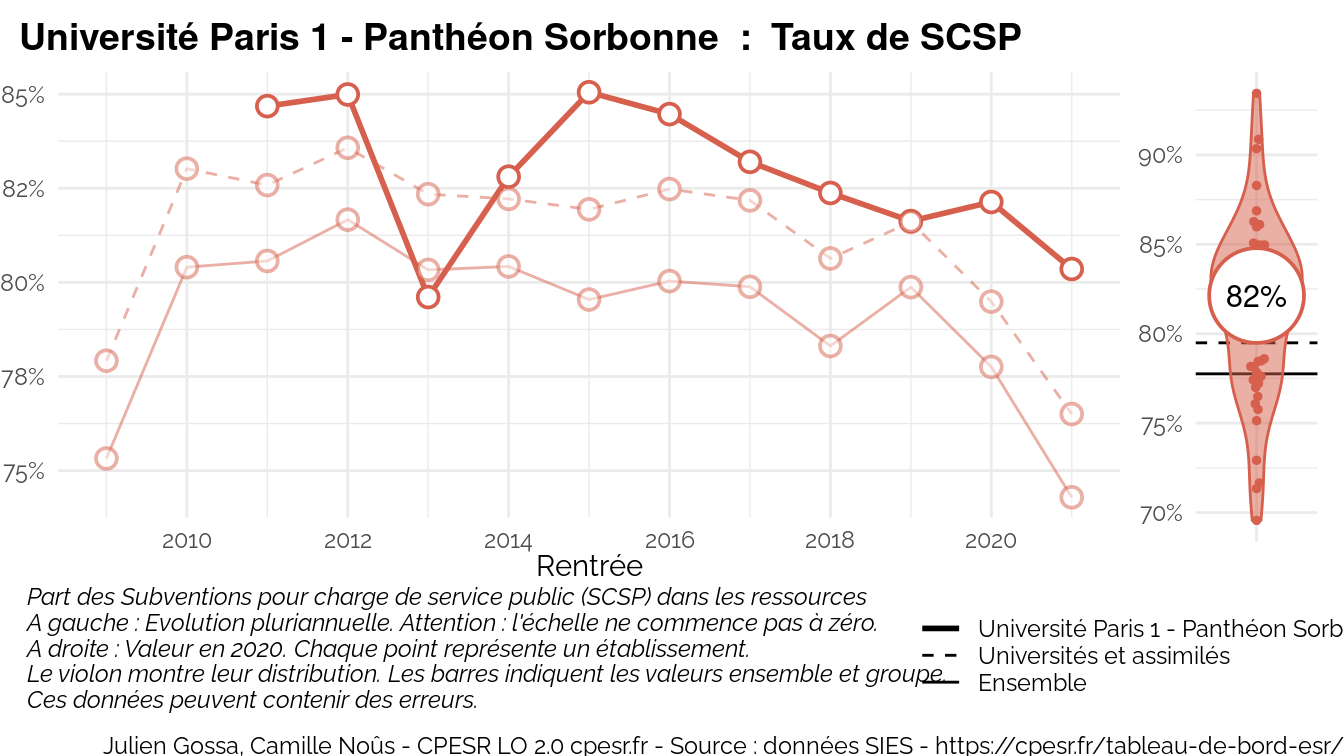 Université Paris 1 - Panthéon Sorbonne : Taux de SCSP
85%
82%
80%
78%
75%
2010 2012 2014 2016 2018 2020
Rentrée
90%
85%
80%
75%
70%
82%
Part des Subventions pour charge de service public (SCSP) dans les ressources
A gauche : Evolution pluriannuelle. Attention : l'échelle ne commence pas à zéro.
A droite : Valeur en 2020. Chaque point représente un établissement.
Le violon montre leur distribution. Les barres indiquent les valeurs ensemble et groupe.
Ces données peuvent contenir des erreurs.
Université Paris 1 - Panthéon Sorb
Universités et assimilés
Ensemble
Julien Gossa, Camille Noûs - CPESR LO 2.0 cpesr.fr - Source : données SIES - https://cpesr.fr/tableau-de-bord-esr/